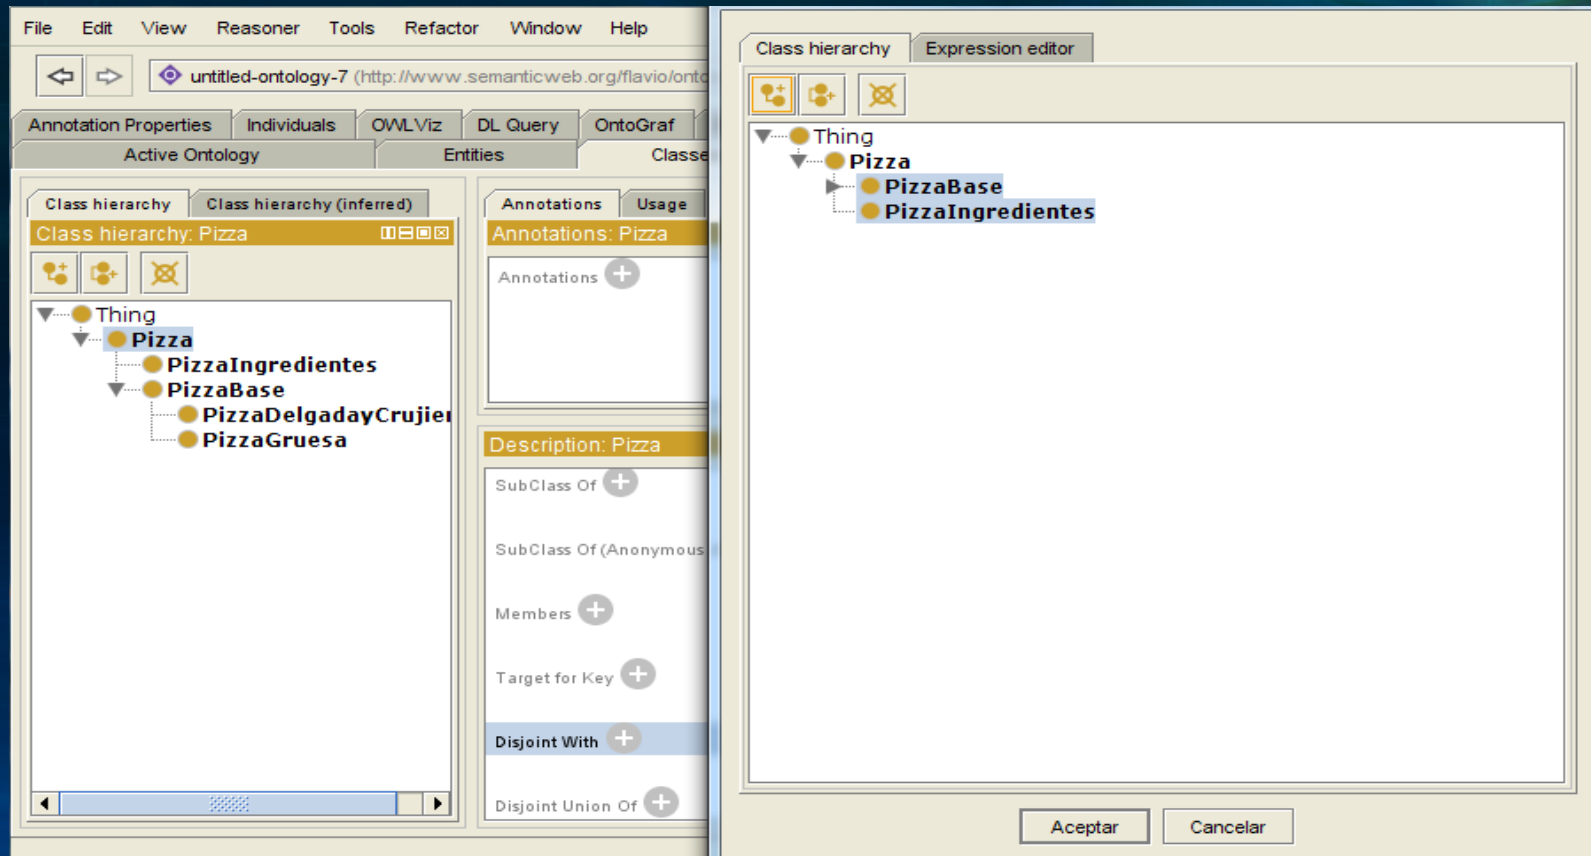 File Edit View Reasoner Tools Refactor Window Help
untitled-ontology-7 (http://www.semanticweb.org/flavio/onto
Annotation Properties Individuals OWLViz DL Query OntoGraf
Active Ontology Entities Classe
Class hierarchy Class hierarchy (inferred)
Class hierarchy: Pizza
Thing
Pizza
PizzaIngredientes
PizzaBase
PizzaDelgadayCrujie
PizzaGruesa
Annotations Usage
Annotations: Pizza
Annotations
Description: Pizza
SubClass Of
SubClass Of (Anonymous
Members
Target for Key
Disjoint With
Disjoint Union Of
Class hierarchy Expression editor
Thing
Pizza
PizzaBase
PizzaIngredientes
Aceptar Cancelar